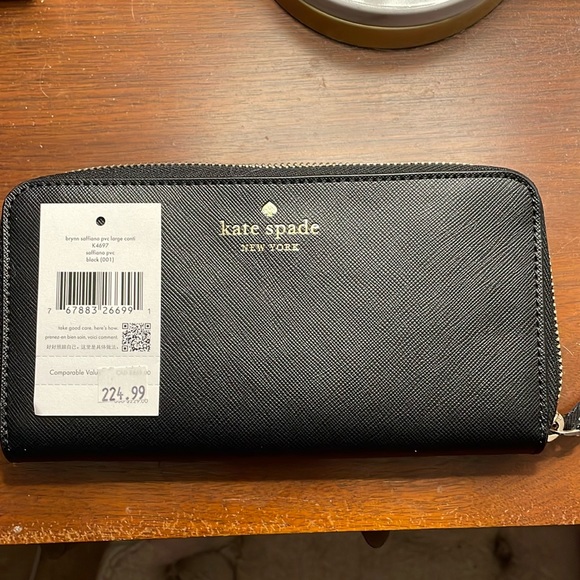 brynn saffiano pvc large conti
K4697
saffiano pvc
black (001)
7 67883 26699 1
take good care, here's how.
prenez-en bien soin, voici comment.
Comparable Value
224.99
kate spade
NEW YORK